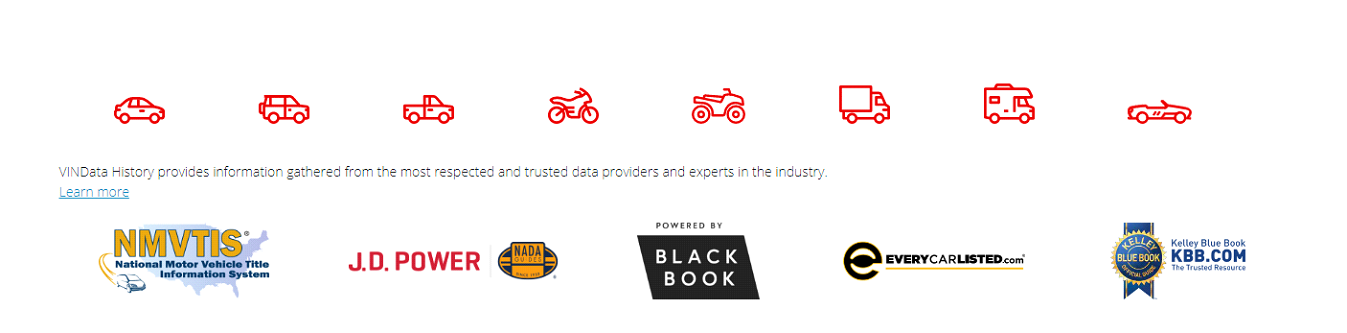 VINData History provides information gathered from the most respected and trusted data providers and experts in the industry.
Learn more
NMVTIS®
National Motor Vehicle Title
Information System
J.D. POWER
NADA
GUIDES
SINCE 1933
POWERED BY
BLACK
BOOK
EVERYCARLISTED.com®
KELLEY
BLUE BOOK
OFFICIAL GUIDE
Kelley Blue Book
KBB.COM
The Trusted Resource